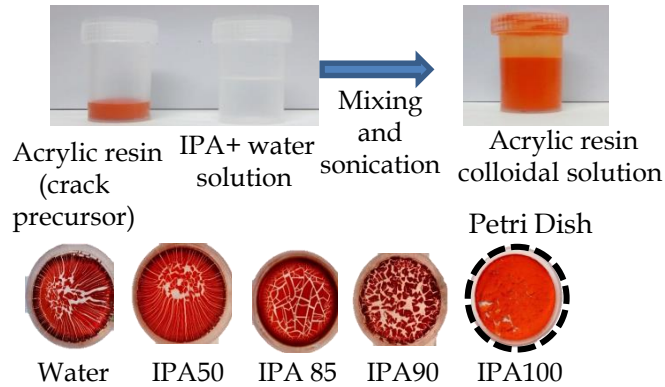 Acrylic resin
(crack
precursor)
IPA+ water
solution
Mixing
and
sonication
Acrylic resin
colloidal solution
Petri Dish
Water
IPA50
IPA 85
IPA90
IPA100